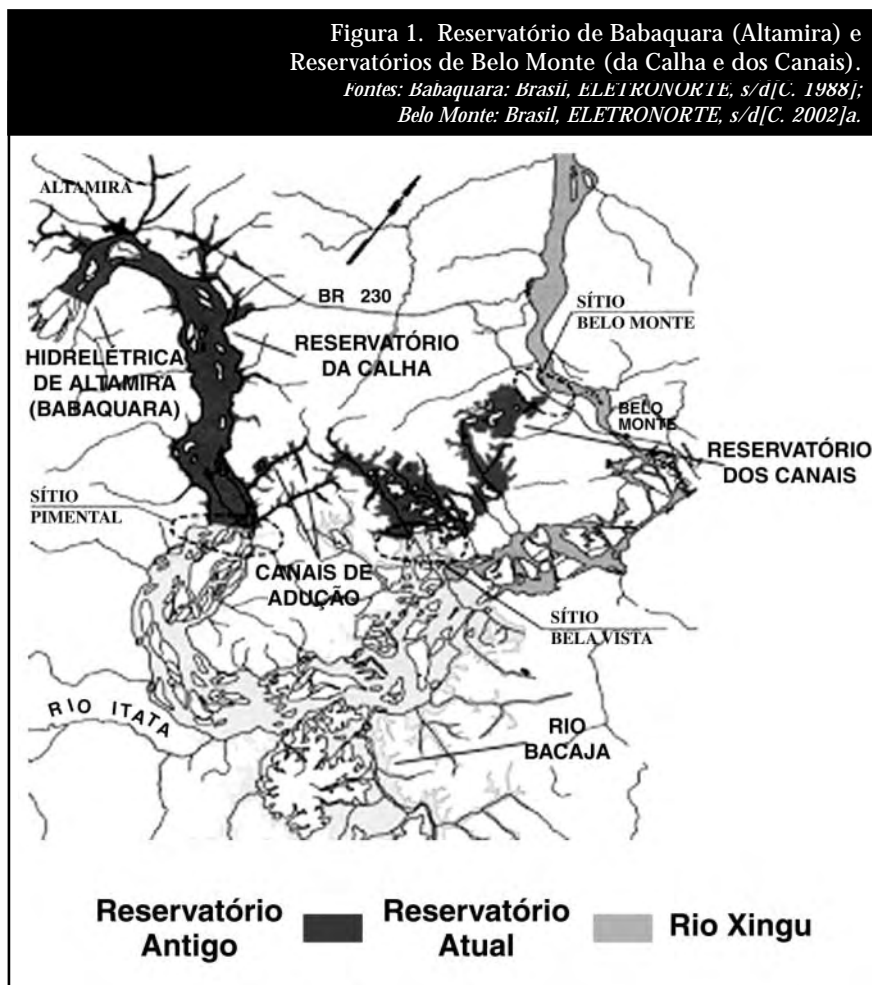 Figura 1. Reservatório de Babaquara (Altamira) e
Reservatórios de Belo Monte (da Calha e dos Canais).
Fontes: Babaquara: Brasil, ELETRONORTE, s/d[C. 1988];
Belo Monte: Brasil, ELETRONORTE, s/d[C. 2002]a.
ALTAMIRA
BR 230
SÍTIO
BELO MONTE
HIDRELÉTRICA
DE ALTAMIRA
(BABAQUARA)
RESERVATÓRIO
DA CALHA
BELO
MONTE
RESERVATÓRIO
DOS CANAIS
SÍTIO
PIMENTAL
CANAIS DE
ADUÇÃO
SÍTIO
BELA VISTA
RIO ITATA
RIO
BACAJA
Reservatório
Antigo
Reservatório
Atual
Rio Xingu